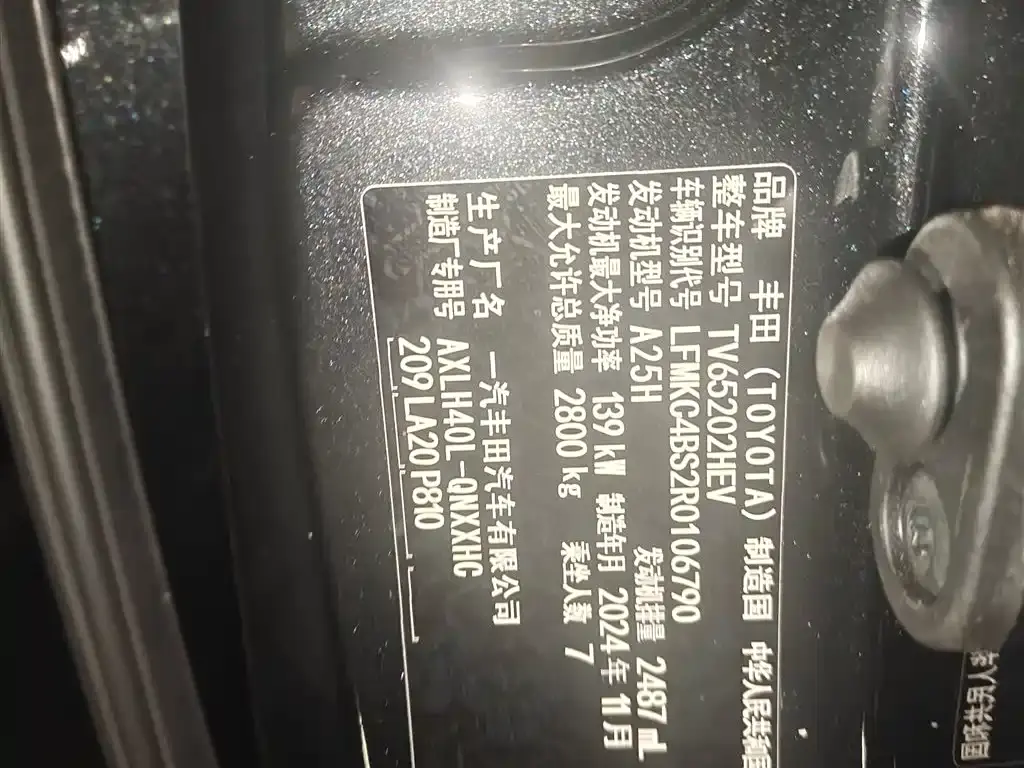 品牌 丰田 (TOYOTA) 制造国 中华人民共和国
整车型号 TV65202HEV
车辆识别代号 LFMKC4BS2R0106790
发动机型号 A25H 发动机排量 2487 mL
发动机最大净功率 139 kW 制造年月 2024年 11月
最大允许总质量 2800 kg 乘坐人数 7
生产厂名 一汽丰田汽车有限公司
制造厂专用号 AXLH40L-QNXXHC
209 LA20 P810